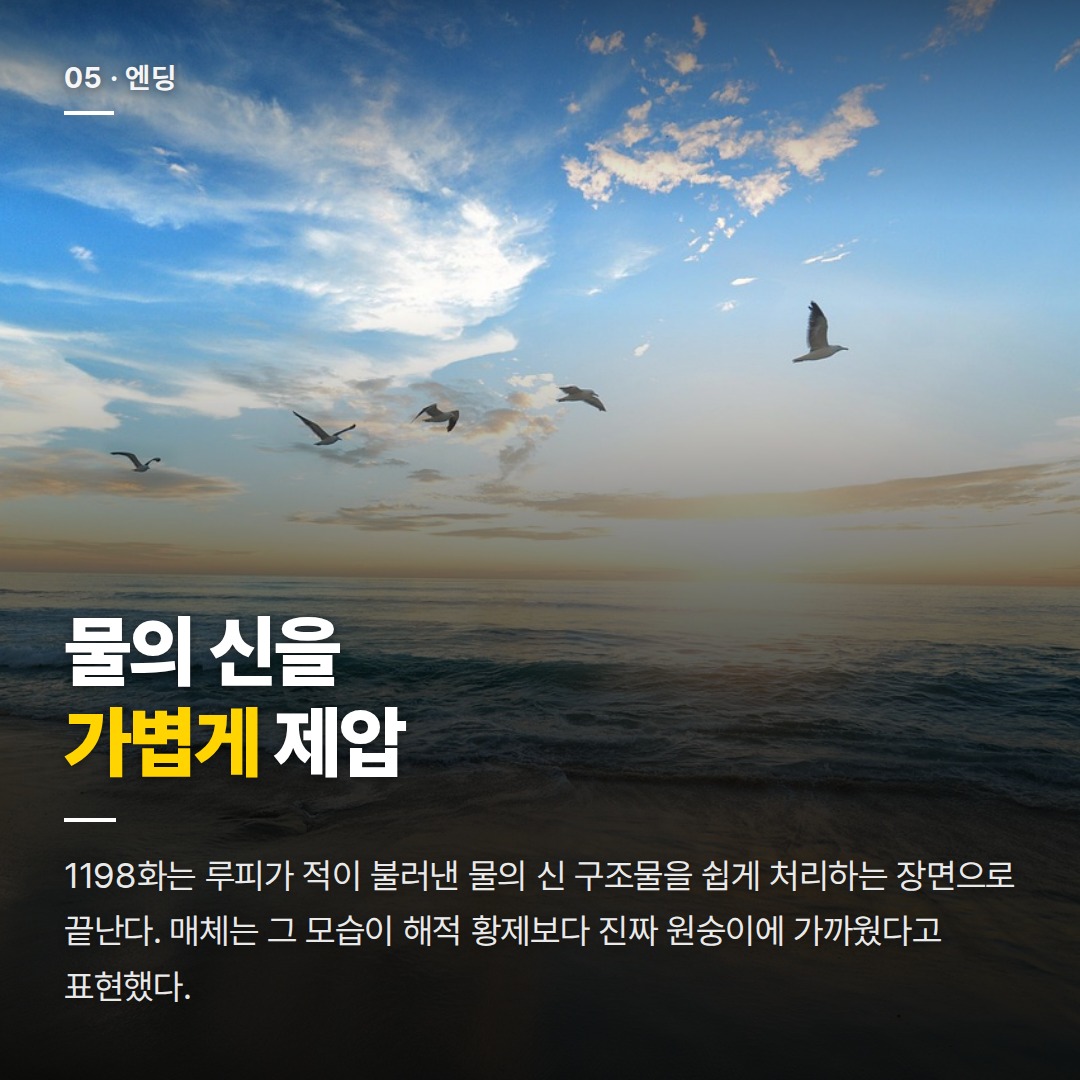 05 · 엔딩
물의 신을
가볍게 제압
1198화는 루피가 적이 불러낸 물의 신 구조물을 쉽게 처리하는 장면으로
끝난다. 매체는 그 모습이 해적 황제보다 진짜 원숭이에 가까웠다고
표현했다.